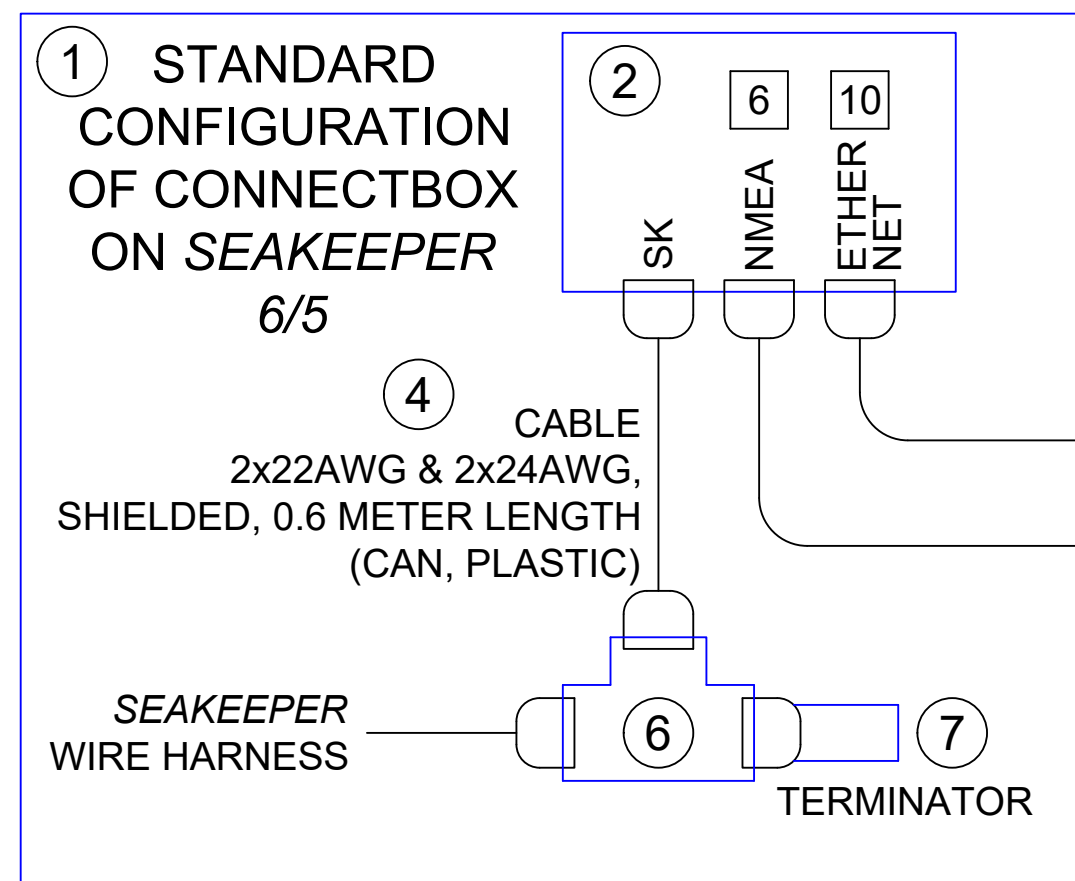 1 STANDARD
CONFIGURATION
OF CONNECTBOX
ON SEAKEEPER
6/5
2
6
10
SK
NMEA
ETHER
NET
4
CABLE
2x22AWG & 2x24AWG,
SHIELDED, 0.6 METER LENGTH
(CAN, PLASTIC)
SEAKEEPER
WIRE HARNESS
6
7
TERMINATOR